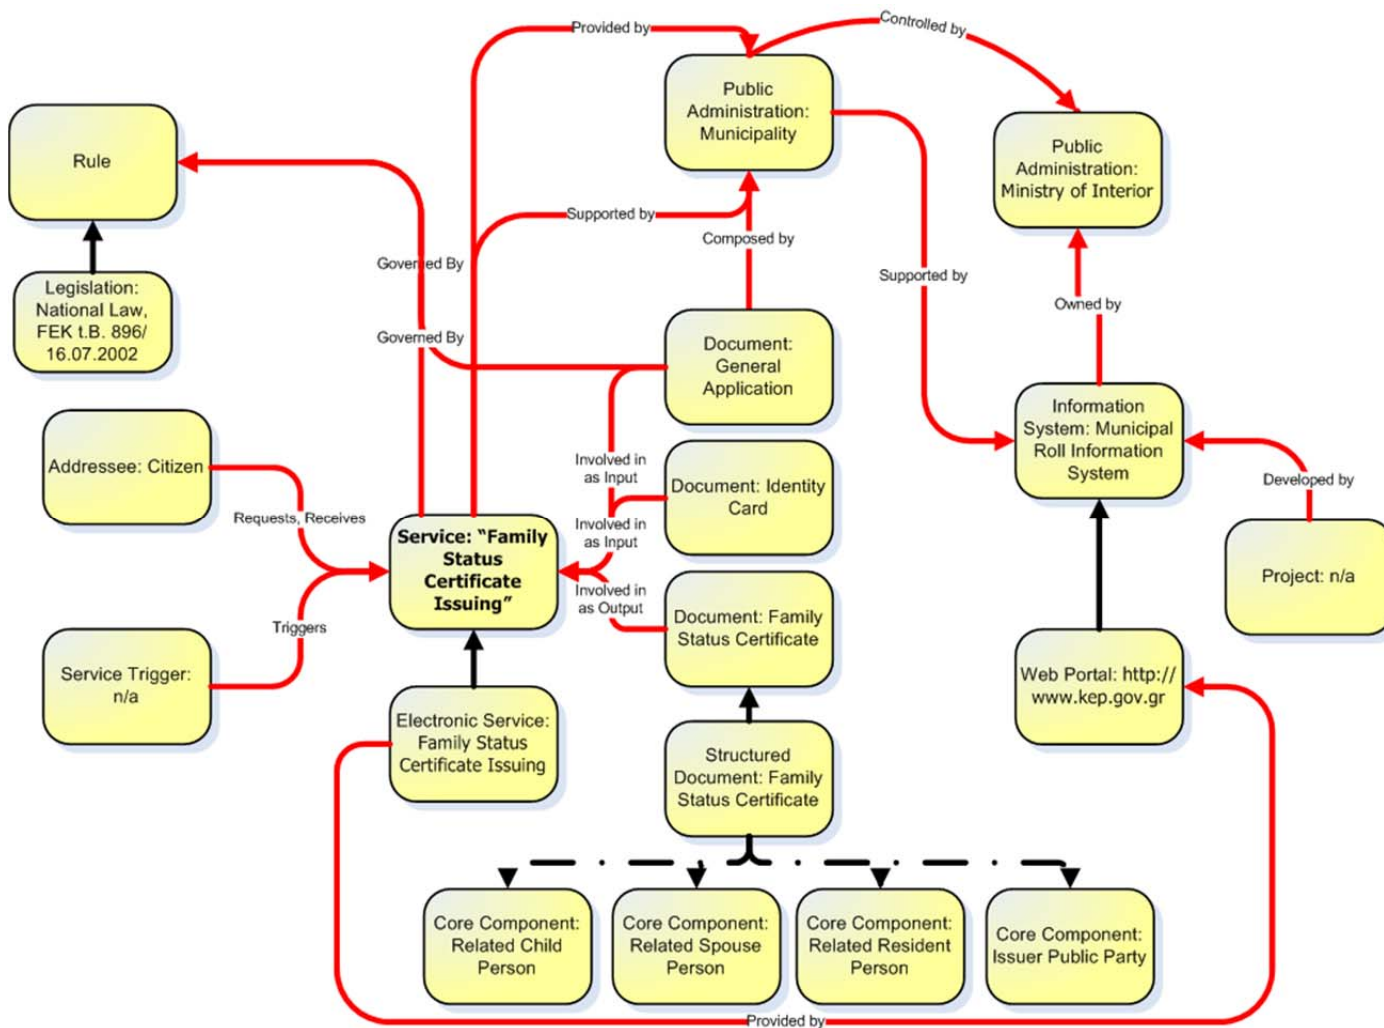 Provided by
Controlled by
Public
Administration:
Municipality
Rule
Public
Administration:
Ministry of Interior
Supported by
Composed by
Governed By
Supported by
Legislation:
National Law,
FEK t.B. 896/
16.07.2002
Owned by
Governed By
Document:
General
Application
Information
System: Municipal
Roll Information
System
Addressee: Citizen
Involved in
as Input
Document: Identity
Card
Developed by
Requests, Receives
Service: “Family
Status
Certificate
Issuing”
Involved in
as Input
Project: n/a
Involved in
as Output
Document: Family
Status Certificate
Triggers
Service Trigger:
n/a
Web Portal: http://
www.kep.gov.gr
Electronic Service:
Family Status
Certificate Issuing
Structured
Document: Family
Status Certificate
Core Component:
Related Child
Person
Core Component:
Related Spouse
Person
Core Component:
Related Resident
Person
Core Component:
Issuer Public Party
Provided by